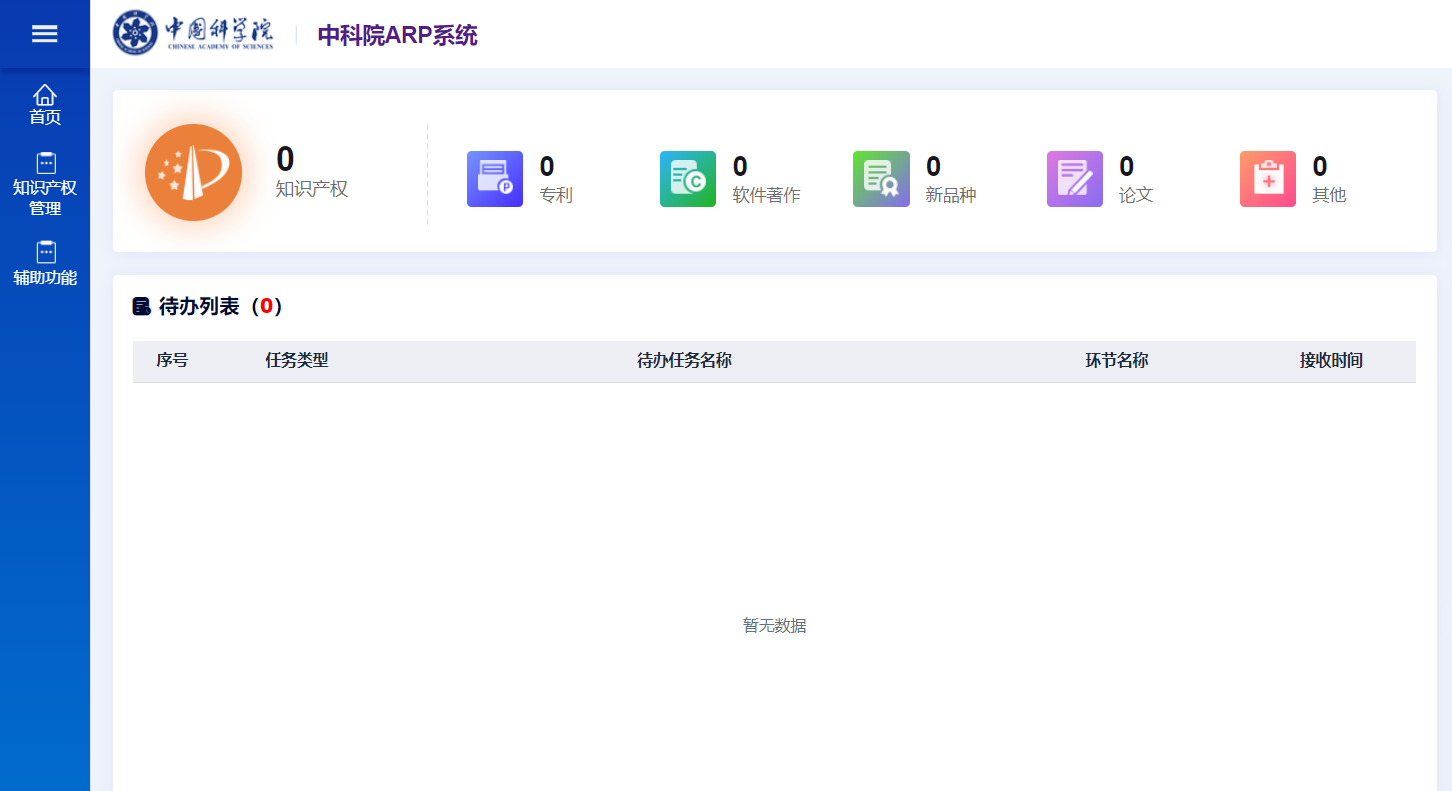 中国科学院
CHINESE ACADEMY OF SCIENCES
中科院ARP系统
首页
知识产权
管理
辅助功能
0
知识产权
0
专利
0
软件著作
0
新品种
0
论文
0
其他
待办列表（0）
序号 任务类型 待办任务名称 环节名称 接收时间
暂无数据